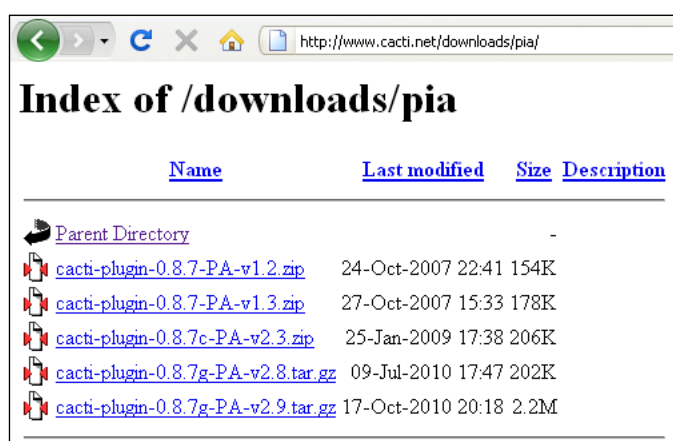 http://www.cacti.net/downloads/pia/
Index of /downloads/pia
Name Last modified Size Description
Parent Directory -
cacti-plugin-0.8.7-PA-v1.2.zip 24-Oct-2007 22:41 154K
cacti-plugin-0.8.7-PA-v1.3.zip 27-Oct-2007 15:33 178K
cacti-plugin-0.8.7c-PA-v2.3.zip 25-Jan-2009 17:38 206K
cacti-plugin-0.8.7g-PA-v2.8.tar.gz 09-Jul-2010 17:47 202K
cacti-plugin-0.8.7g-PA-v2.9.tar.gz 17-Oct-2010 20:18 2.2M